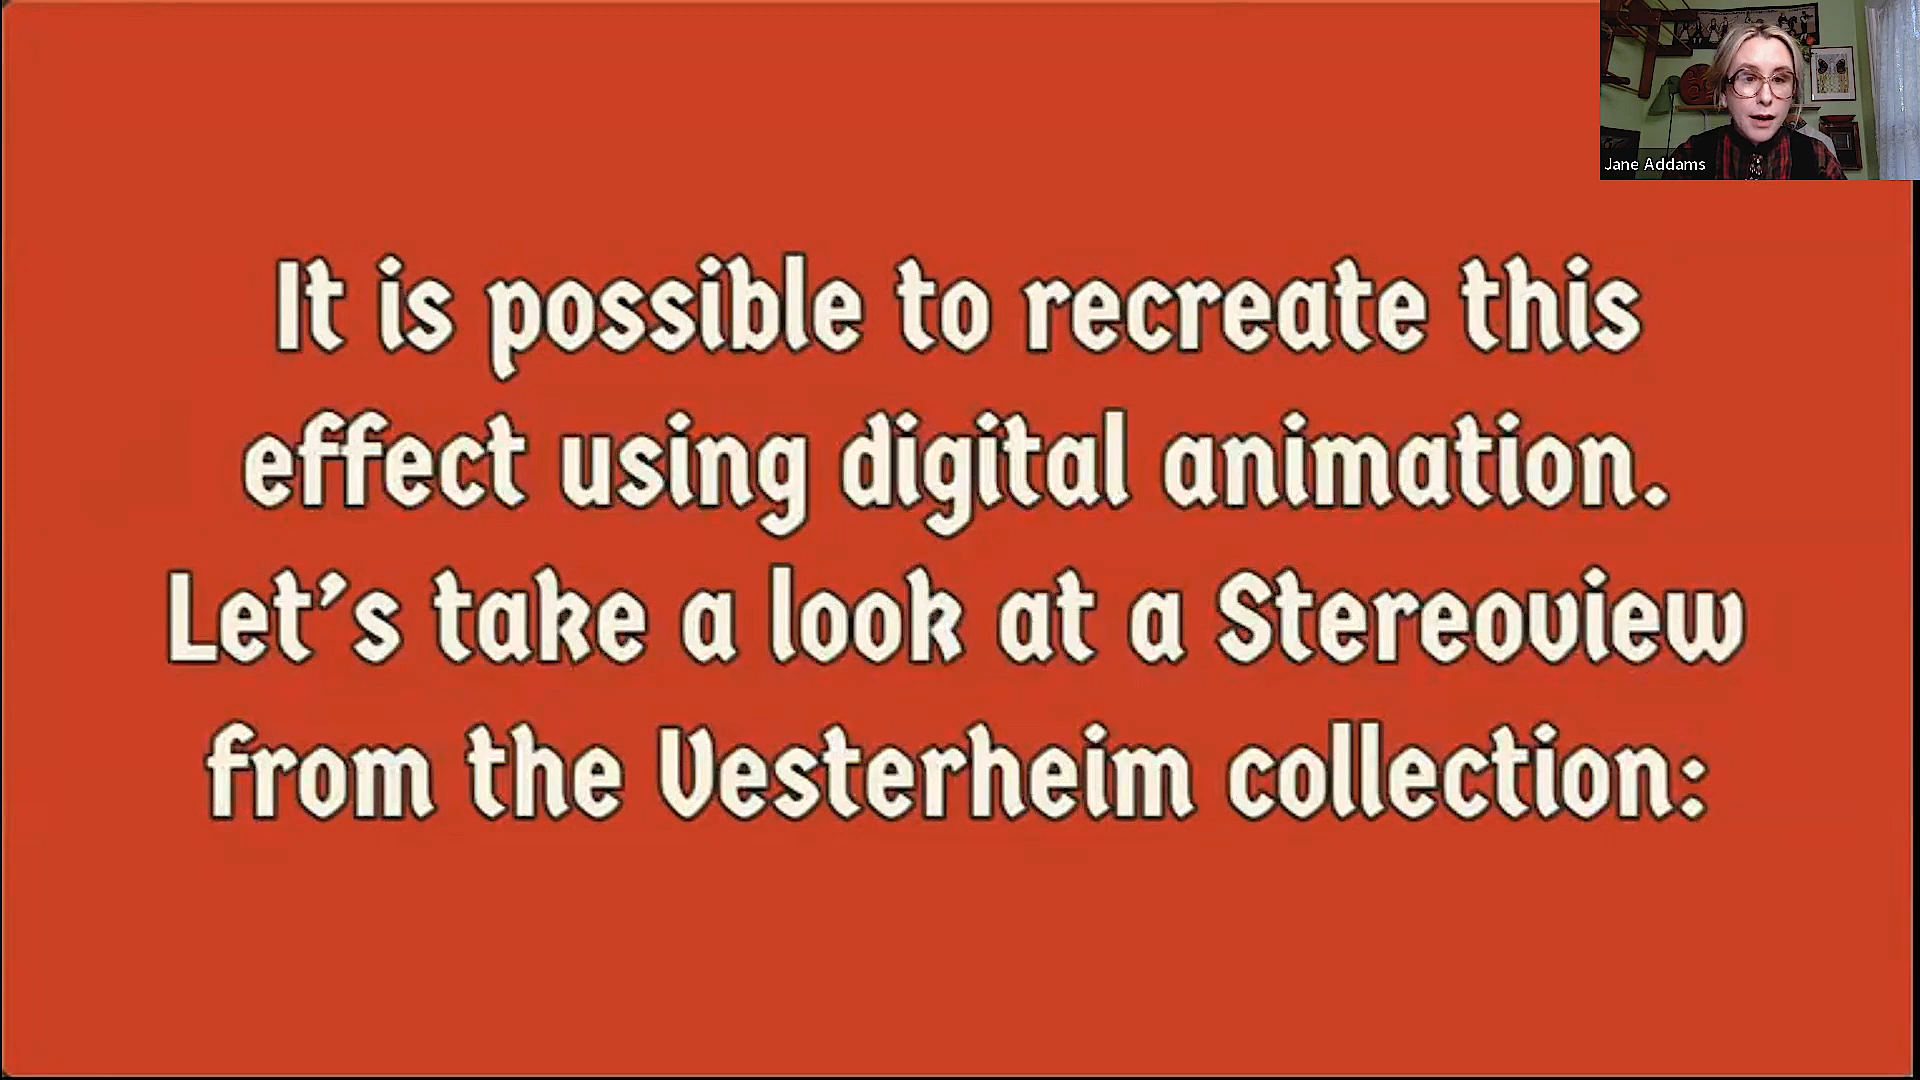 Jane Addams
It is possible to recreate this
effect using digital animation.
Let's take a look at a Stereoview
from the Vesterheim collection: